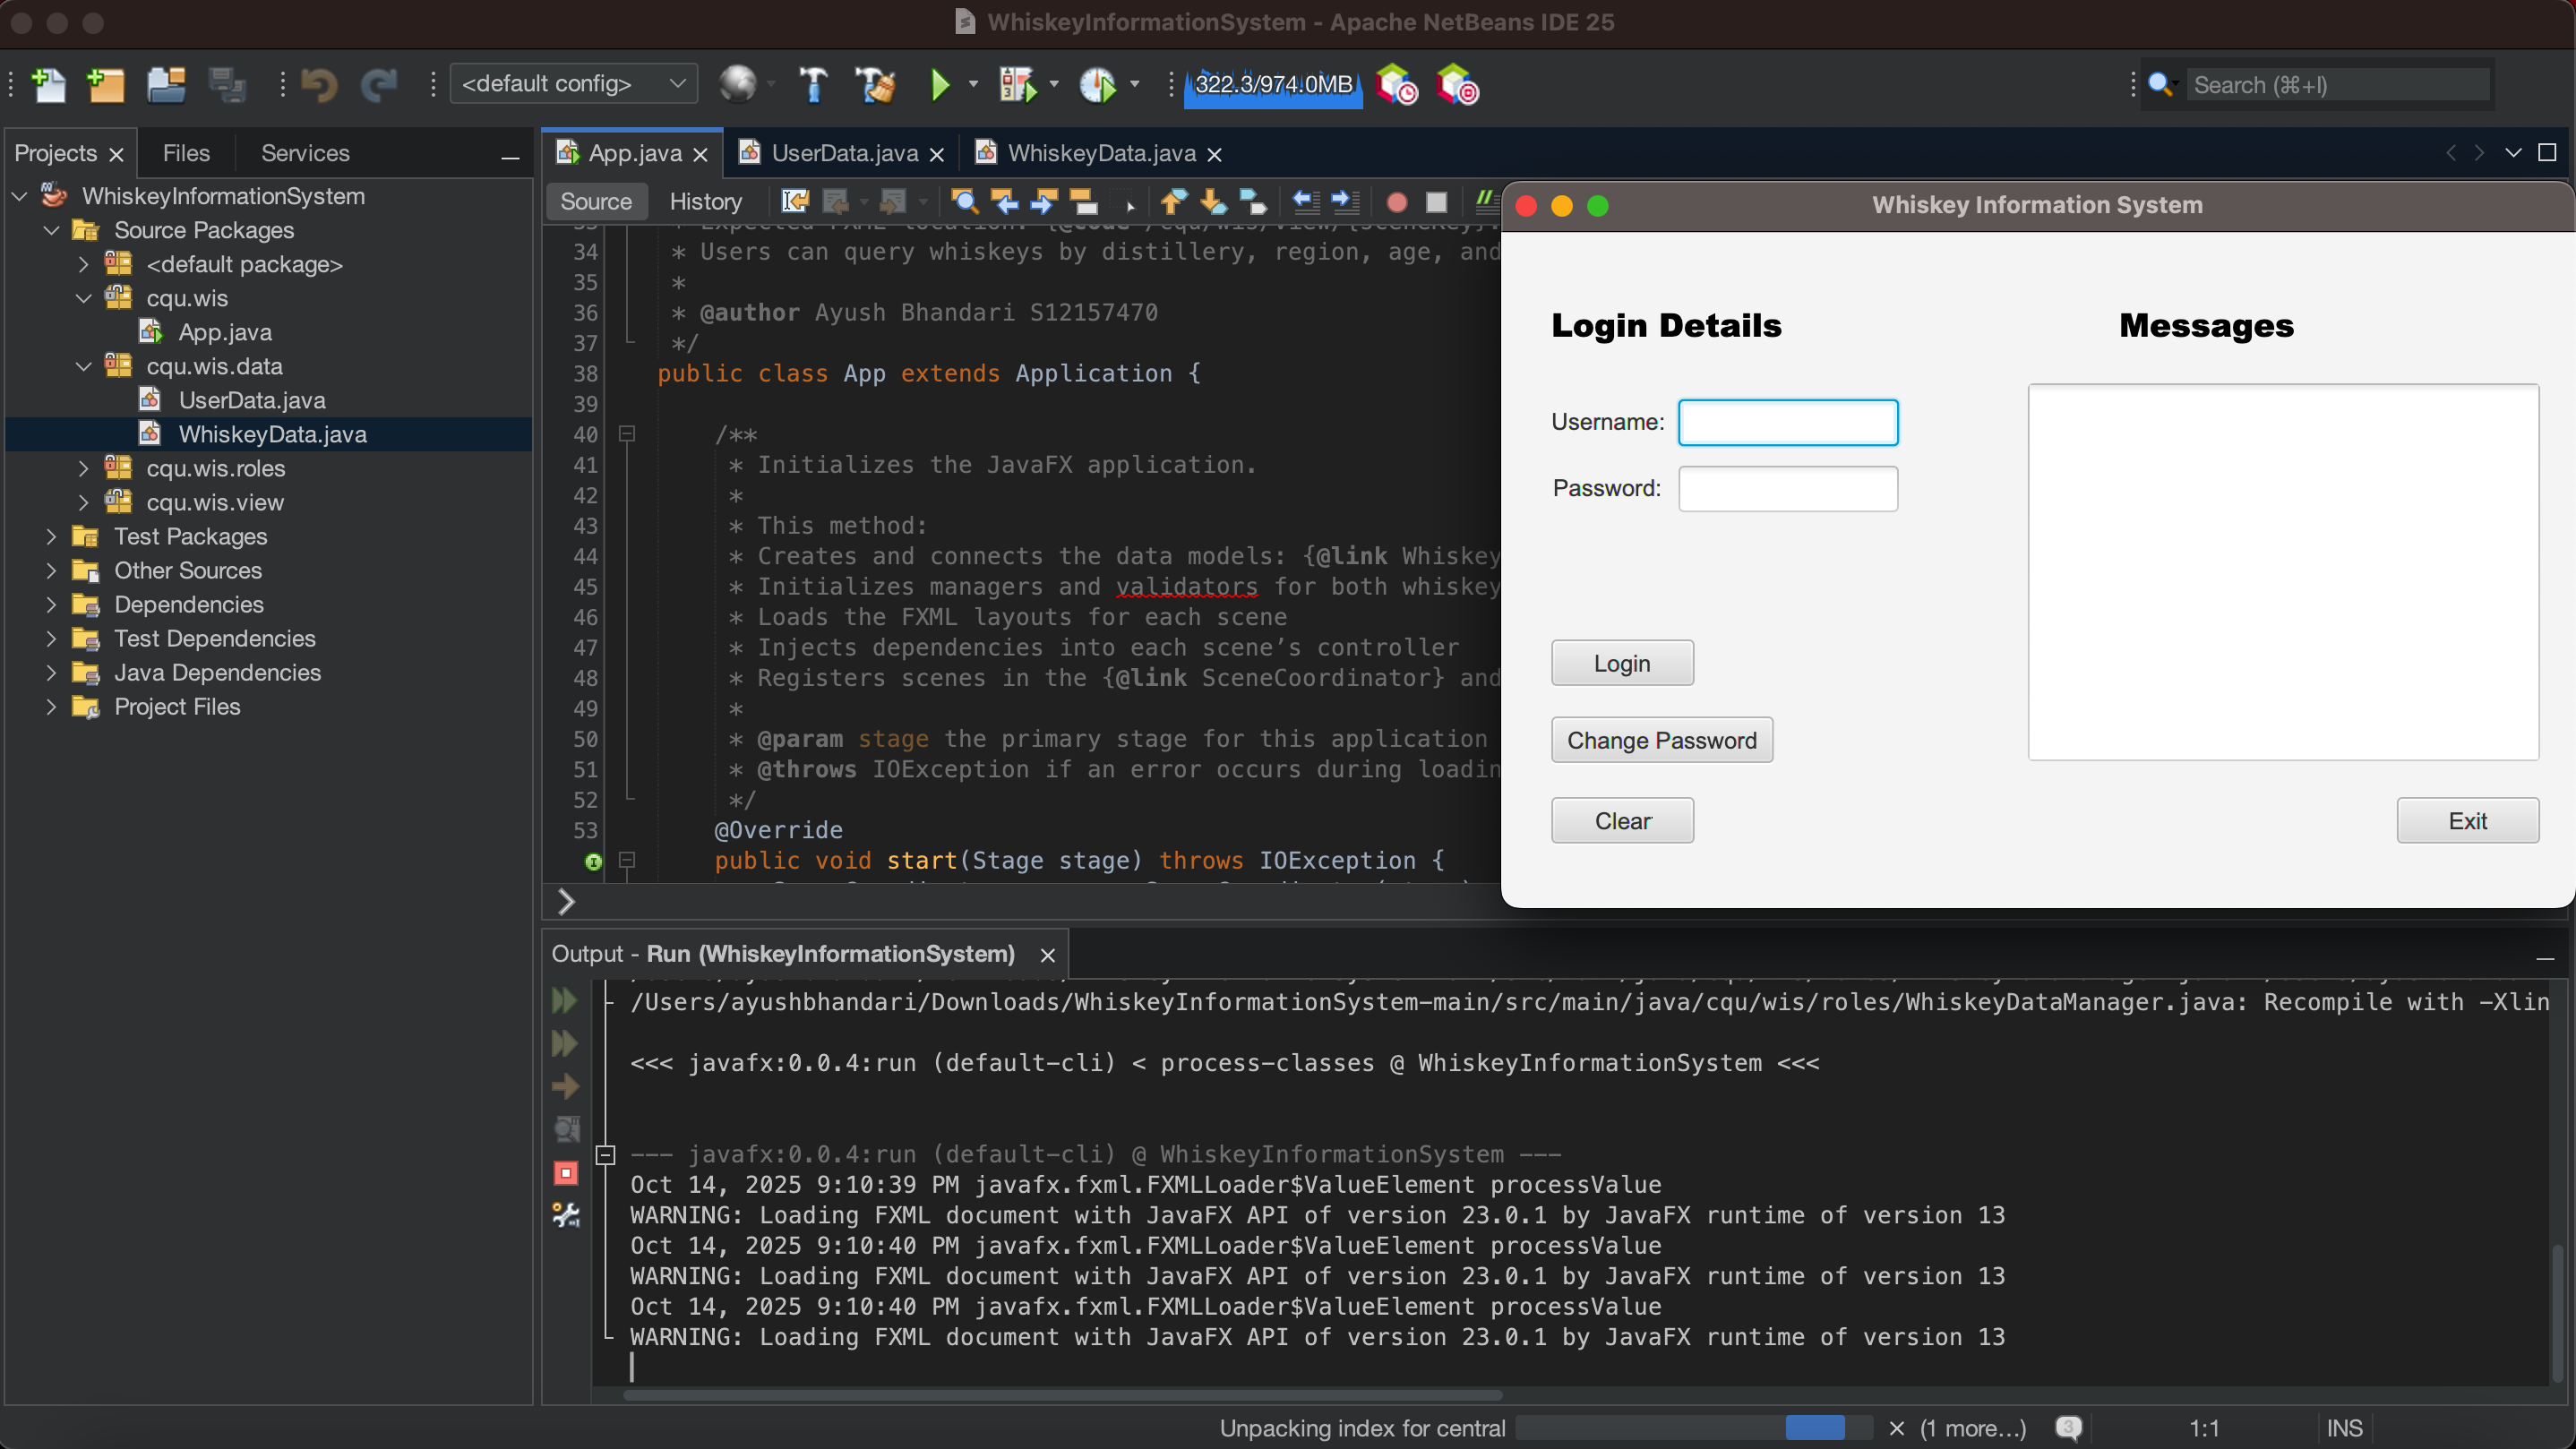 WhiskeyInformationSystem - Apache NetBeans IDE 25
<default config>
322.3/974.0MB
Search (⌘+I)
Projects
Files
Services
WhiskeyInformationSystem
Source Packages
<default package>
cqu.wis
App.java
cqu.wis.data
UserData.java
WhiskeyData.java
cqu.wis.roles
cqu.wis.view
Test Packages
Other Sources
Dependencies
Test Dependencies
Java Dependencies
Project Files
App.java
UserData.java
WhiskeyData.java
Source
History
34 * Users can query whiskeys by distillery, region, age, and
35 *
36 * @author Ayush Bhandari S12157470
37 */
38 public class App extends Application {
39
40 /**
41 * Initializes the JavaFX application.
42 *
43 * This method:
44 * Creates and connects the data models: {@link Whiskey
45 * Initializes managers and validators for both whiskey
46 * Loads the FXML layouts for each scene
47 * Injects dependencies into each scene’s controller
48 * Registers scenes in the {@link SceneCoordinator} and
49 *
50 * @param stage the primary stage for this application
51 * @throws IOException if an error occurs during loadin
52 */
53 @Override
public void start(Stage stage) throws IOException {
Whiskey Information System
Login Details
Messages
Username:
Password:
Login
Change Password
Clear
Exit
Output - Run (WhiskeyInformationSystem)
/Users/ayushbhandari/Downloads/WhiskeyInformationSystem-main/src/main/java/cqu/wis/roles/WhiskeyDataManager.java: Recompile with -Xlin
<<< javafx:0.0.4:run (default-cli) < process-classes @ WhiskeyInformationSystem <<<
--- javafx:0.0.4:run (default-cli) @ WhiskeyInformationSystem ---
Oct 14, 2025 9:10:39 PM javafx.fxml.FXMLLoader$ValueElement processValue
WARNING: Loading FXML document with JavaFX API of version 23.0.1 by JavaFX runtime of version 13
Oct 14, 2025 9:10:40 PM javafx.fxml.FXMLLoader$ValueElement processValue
WARNING: Loading FXML document with JavaFX API of version 23.0.1 by JavaFX runtime of version 13
Oct 14, 2025 9:10:40 PM javafx.fxml.FXMLLoader$ValueElement processValue
WARNING: Loading FXML document with JavaFX API of version 23.0.1 by JavaFX runtime of version 13
Unpacking index for central
(1 more...)
3
1:1
INS